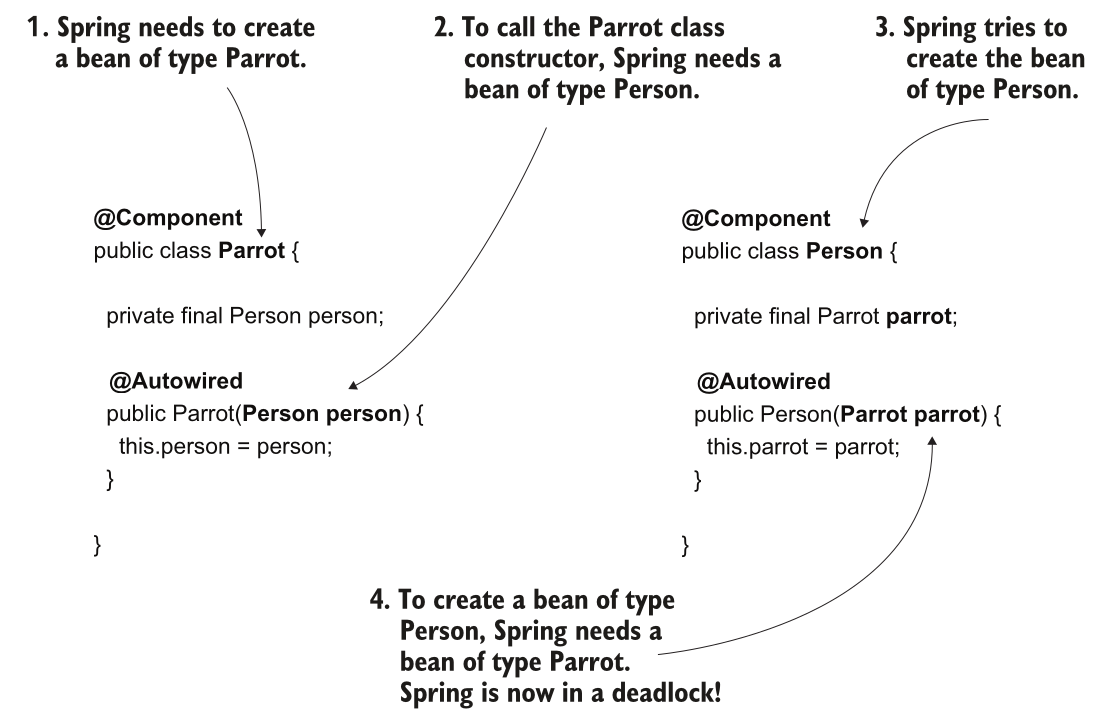 1. Spring needs to create
a bean of type Parrot.
2. To call the Parrot class
constructor, Spring needs a
bean of type Person.
3. Spring tries to
create the bean
of type Person.
@Component
public class Parrot {
private final Person person;
@Autowired
public Parrot(Person person) {
this.person = person;
}
}
@Component
public class Person {
private final Parrot parrot;
@Autowired
public Person(Parrot parrot) {
this.parrot = parrot;
}
}
4. To create a bean of type
Person, Spring needs a
bean of type Parrot.
Spring is now in a deadlock!